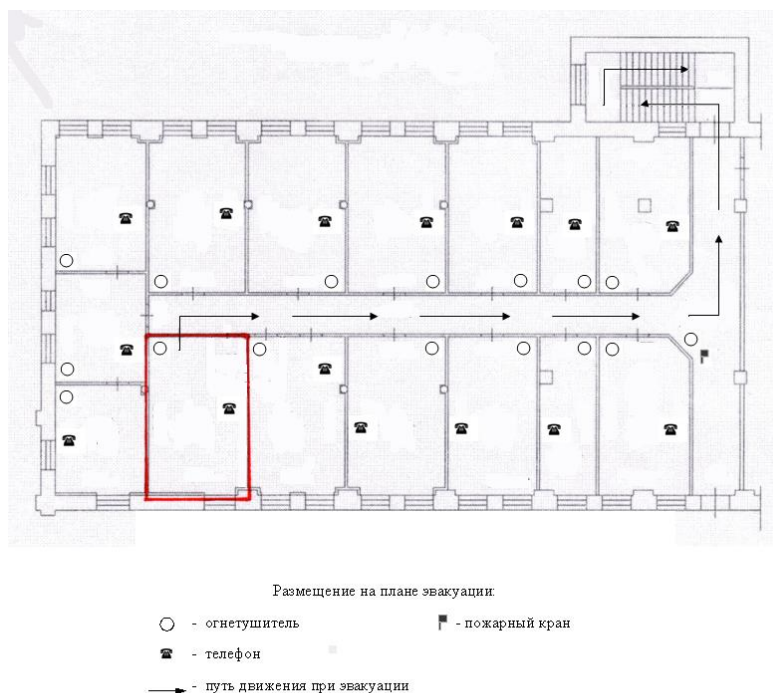 Размещение на плане эвакуации:
- огнетушитель
- пожарный кран
- телефон
- путь движения при эвакуации